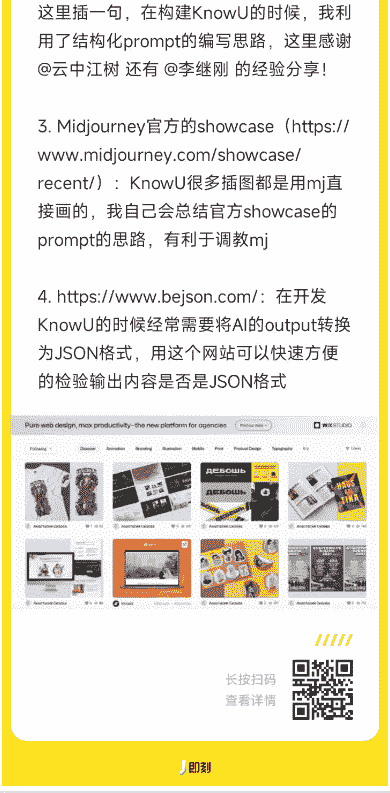 这里插一句，在构建KnowU的时候，我利
用了结构化prompt的编写思路，这里感谢
@云中江树 还有 @李继刚 的经验分享！
3. Midjourney官方的showcase（https://
www.midjourney.com/showcase/
recent/）：KnowU很多插图都是用mj直
接画的，我自己会总结官方showcase的
prompt的思路，有利于调教mj
4. https://www.bejson.com/：在开发
KnowU的时候经常需要将AI的output转换
为JSON格式，用这个网站可以快速方便
的检验输出内容是否是JSON格式
Pure web design, max productivity–the new platform for agencies
WIXSTUDIO
Following
Discover
Animation
Branding
Illustration
Mobile
Print
Product Design
Typography
ДЕБОШЬ
长按扫码
查看详情
即刻